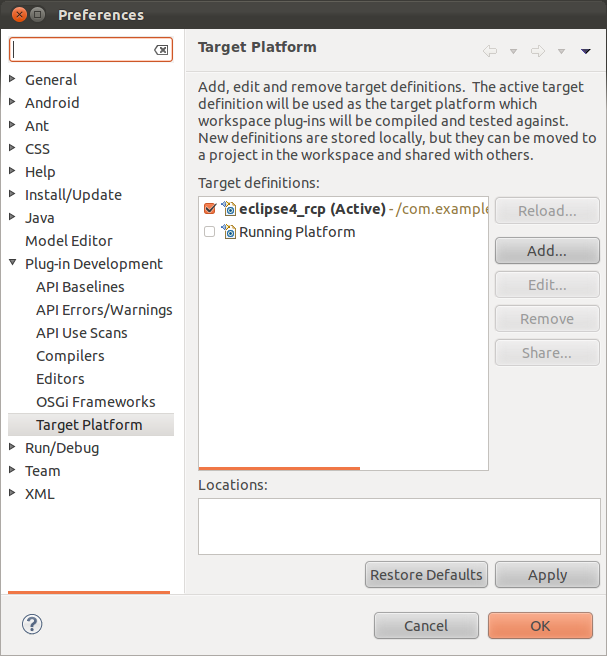 Preferences
General
Android
Ant
CSS
Help
Install/Update
Java
Model Editor
Plug-in Development
API Baselines
API Errors/Warnings
API Use Scans
Compilers
Editors
OSGi Frameworks
Target Platform
Run/Debug
Team
XML
Target Platform
Add, edit and remove target definitions.  The active target
definition will be used as the target platform which
workspace plug-ins will be compiled and tested against.
New definitions are stored locally, but they can be moved to
a project in the workspace and shared with others.
Target definitions:
eclipse4_rcp (Active) - /com.example
Running Platform
Reload...
Add...
Edit...
Remove
Share...
Locations:
Restore Defaults
Apply
?
Cancel
OK